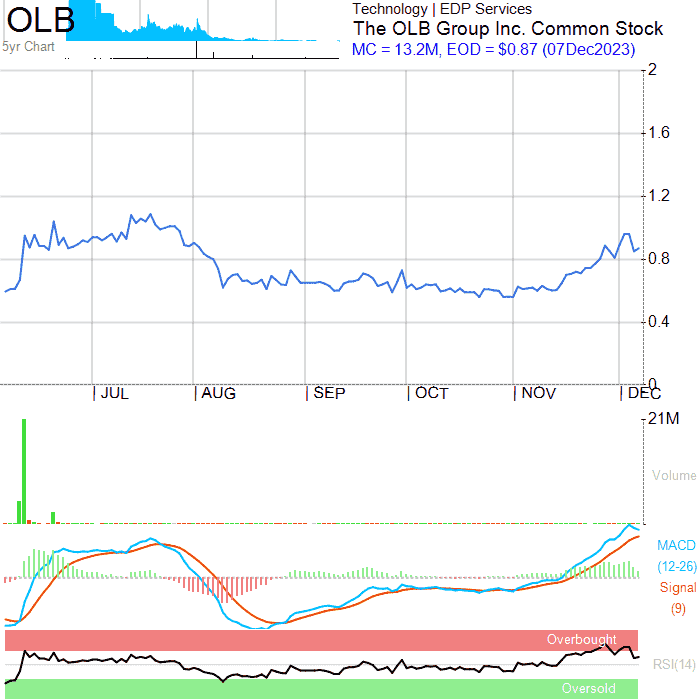 OLB
5yr Chart
Technology | EDP Services
The OLB Group Inc. Common Stock
MC = 13.2M, EOD = $0.87 (07Dec2023)
2
1.6
1.2
0.8
0.4
0
JUL AUG SEP OCT NOV DEC
21M
Volume
MACD
(12-26)
Signal
(9)
Overbought
RSI(14)
Oversold